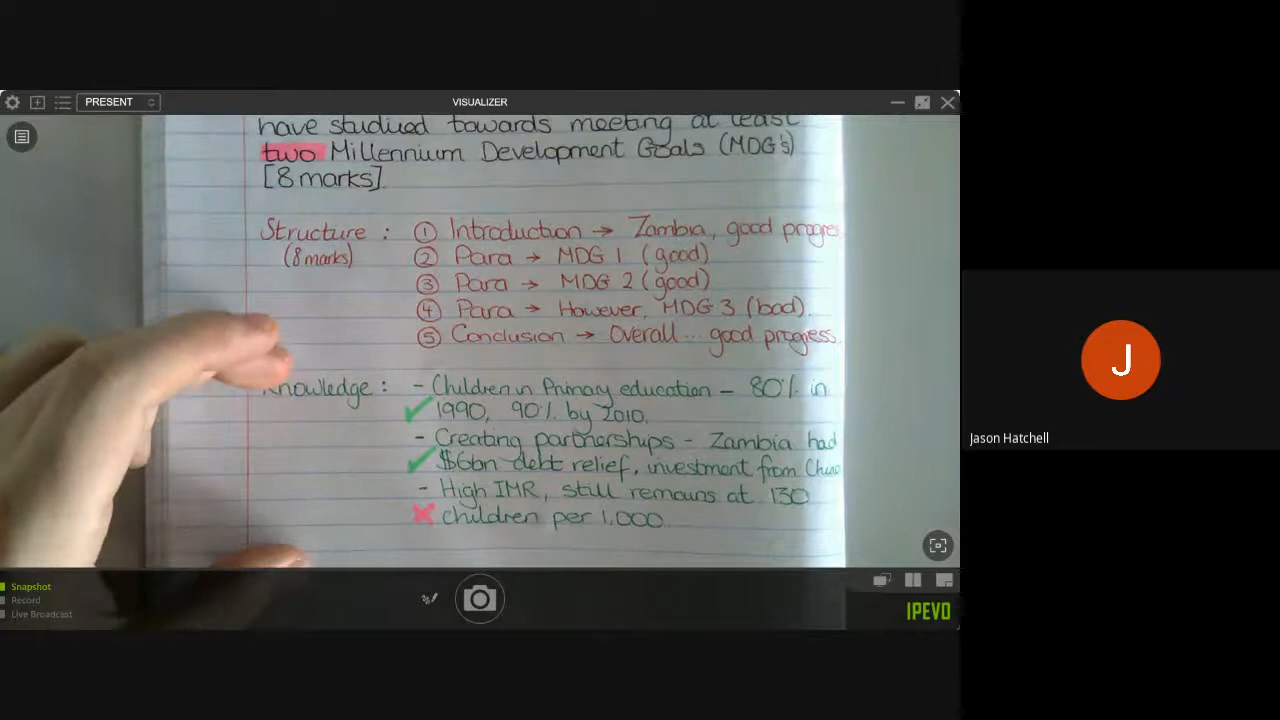 PRESENT
VISUALIZER
have studied towards meeting at least
two Millennium Development Goals (MDG's)
[8 marks].
Structure : ① Introduction → Zambia, good progres
(8 marks) ② Para → MDG 1 (good)
③ Para → MDG 2 (good)
④ Para → However, MDG 3 (bad).
⑤ Conclusion → Overall... good progress.
Knowledge : - Children in Primary education - 80% in
1990, 90% by 2010.
- Creating partnerships - Zambia had
$6bn debt relief, investment from China
- High IMR, still remains at 130
children per 1,000
Snapshot
Record
Live Broadcast
IPEVO
J
Jason Hatchell